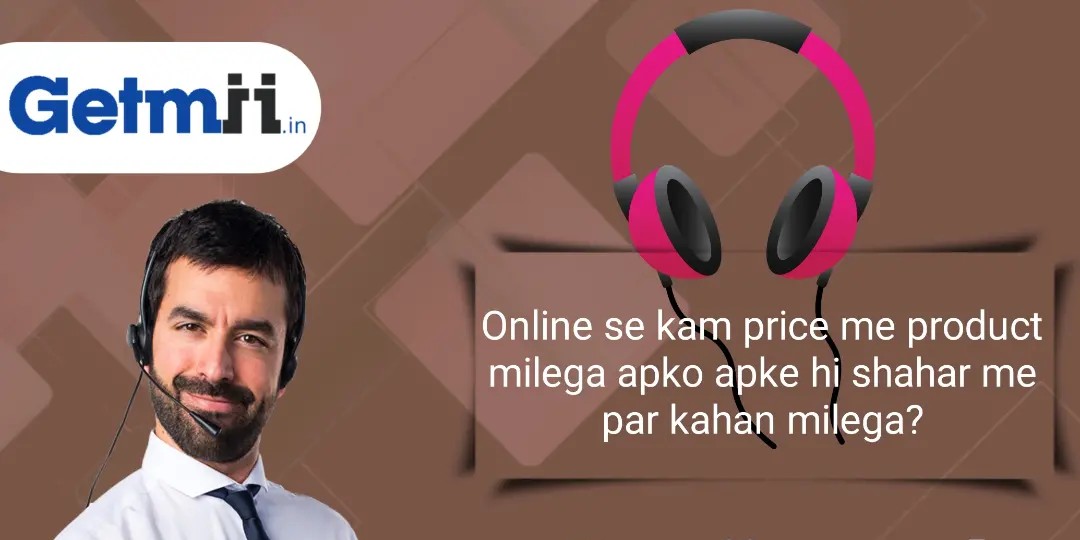 Getmii.in
Online se kam price me product
milega apko apke hi shahar me
par kahan milega?